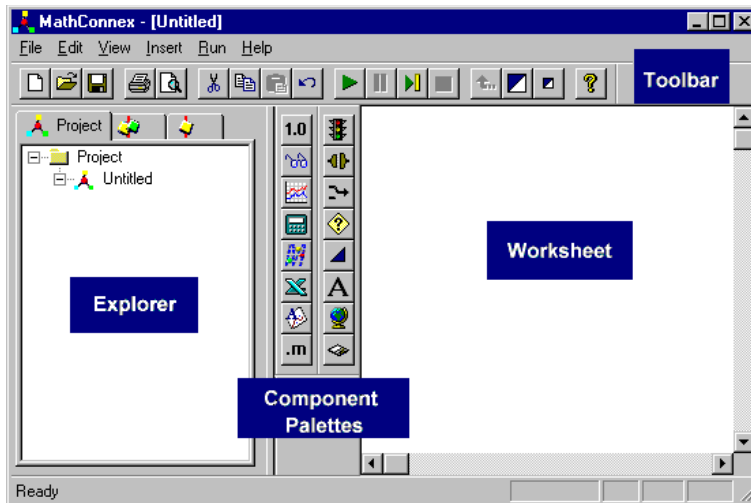 MathConnex - [Untitled]
File Edit View Insert Run Help
Toolbar
Project
Project
Untitled
1.0
A
.m
Explorer
Worksheet
Component
Palettes
Ready